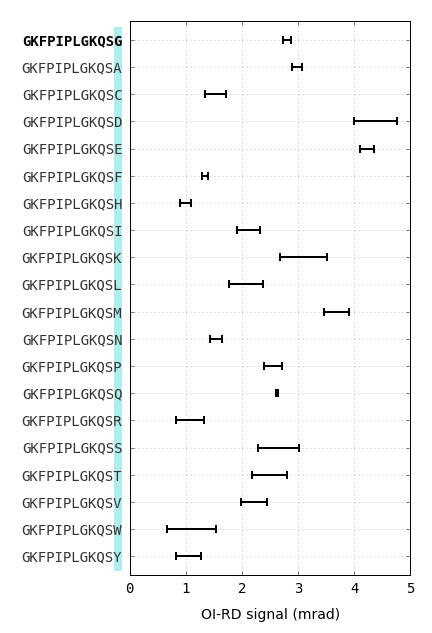 GKFPIPLGKQSG
GKFPIPLGKQSA
GKFPIPLGKQSC
GKFPIPLGKQSD
GKFPIPLGKQSE
GKFPIPLGKQSF
GKFPIPLGKQSH
GKFPIPLGKQSI
GKFPIPLGKQSK
GKFPIPLGKQSL
GKFPIPLGKQSM
GKFPIPLGKQSN
GKFPIPLGKQSP
GKFPIPLGKQSQ
GKFPIPLGKQSR
GKFPIPLGKQSS
GKFPIPLGKQST
GKFPIPLGKQSV
GKFPIPLGKQSW
GKFPIPLGKQSY
0 1 2 3 4 5
OI-RD signal (mrad)